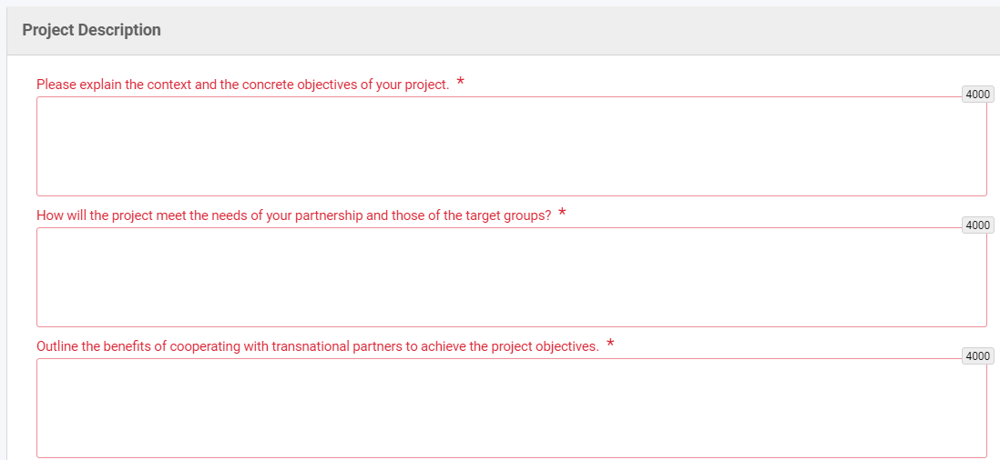 Project Description
Please explain the context and the concrete objectives of your project. *
4000
How will the project meet the needs of your partnership and those of the target groups? *
4000
Outline the benefits of cooperating with transnational partners to achieve the project objectives. *
4000